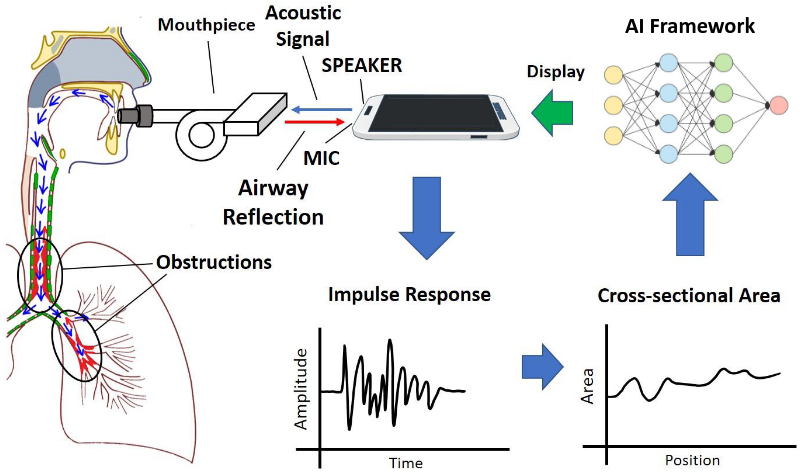 Mouthpiece
Acoustic
Signal
SPEAKER
AI Framework
Display
MIC
Airway
Reflection
Obstructions
Impulse Response
Cross-sectional Area
Amplitude
Time
Area
Position